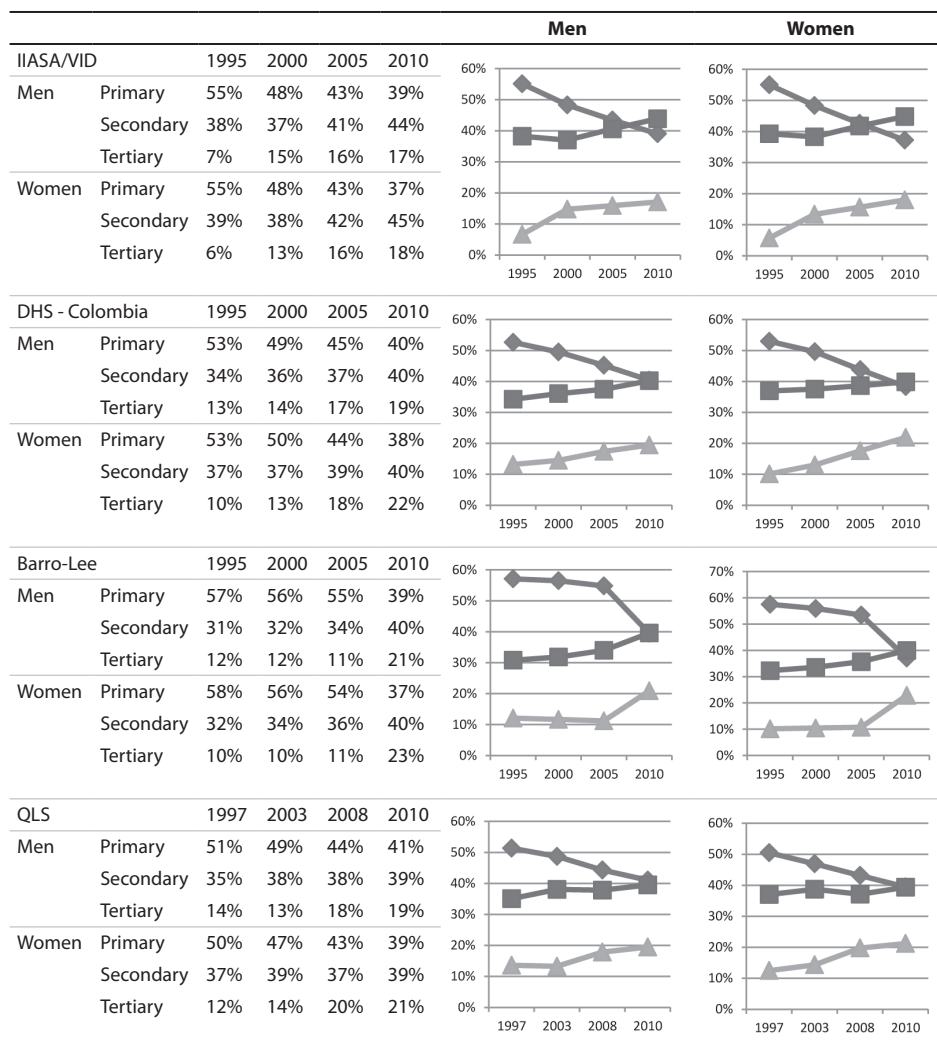 Men Women
IIASA/VID 1995 2000 2005 2010
Men Primary 55% 48% 43% 39%
Secondary 38% 37% 41% 44%
Tertiary 7% 15% 16% 17%
Women Primary 55% 48% 43% 37%
Secondary 39% 38% 42% 45%
Tertiary 6% 13% 16% 18%
60%
50%
40%
30%
20%
10%
0%
1995 2000 2005 2010
60%
50%
40%
30%
20%
10%
0%
1995 2000 2005 2010
DHS - Colombia 1995 2000 2005 2010
Men Primary 53% 49% 45% 40%
Secondary 34% 36% 37% 40%
Tertiary 13% 14% 17% 19%
Women Primary 53% 50% 44% 38%
Secondary 37% 37% 39% 40%
Tertiary 10% 13% 18% 22%
60%
50%
40%
30%
20%
10%
0%
1995 2000 2005 2010
60%
50%
40%
30%
20%
10%
0%
1995 2000 2005 2010
Barro-Lee 1995 2000 2005 2010
Men Primary 57% 56% 55% 39%
Secondary 31% 32% 34% 40%
Tertiary 12% 12% 11% 21%
Women Primary 58% 56% 54% 37%
Secondary 32% 34% 36% 40%
Tertiary 10% 10% 11% 23%
60%
50%
40%
30%
20%
10%
0%
1995 2000 2005 2010
70%
60%
50%
40%
30%
20%
10%
0%
1995 2000 2005 2010
QLS 1997 2003 2008 2010
Men Primary 51% 49% 44% 41%
Secondary 35% 38% 38% 39%
Tertiary 14% 13% 18% 19%
Women Primary 50% 47% 43% 39%
Secondary 37% 39% 37% 39%
Tertiary 12% 14% 20% 21%
60%
50%
40%
30%
20%
10%
0%
1997 2003 2008 2010
60%
50%
40%
30%
20%
10%
0%
1997 2003 2008 2010